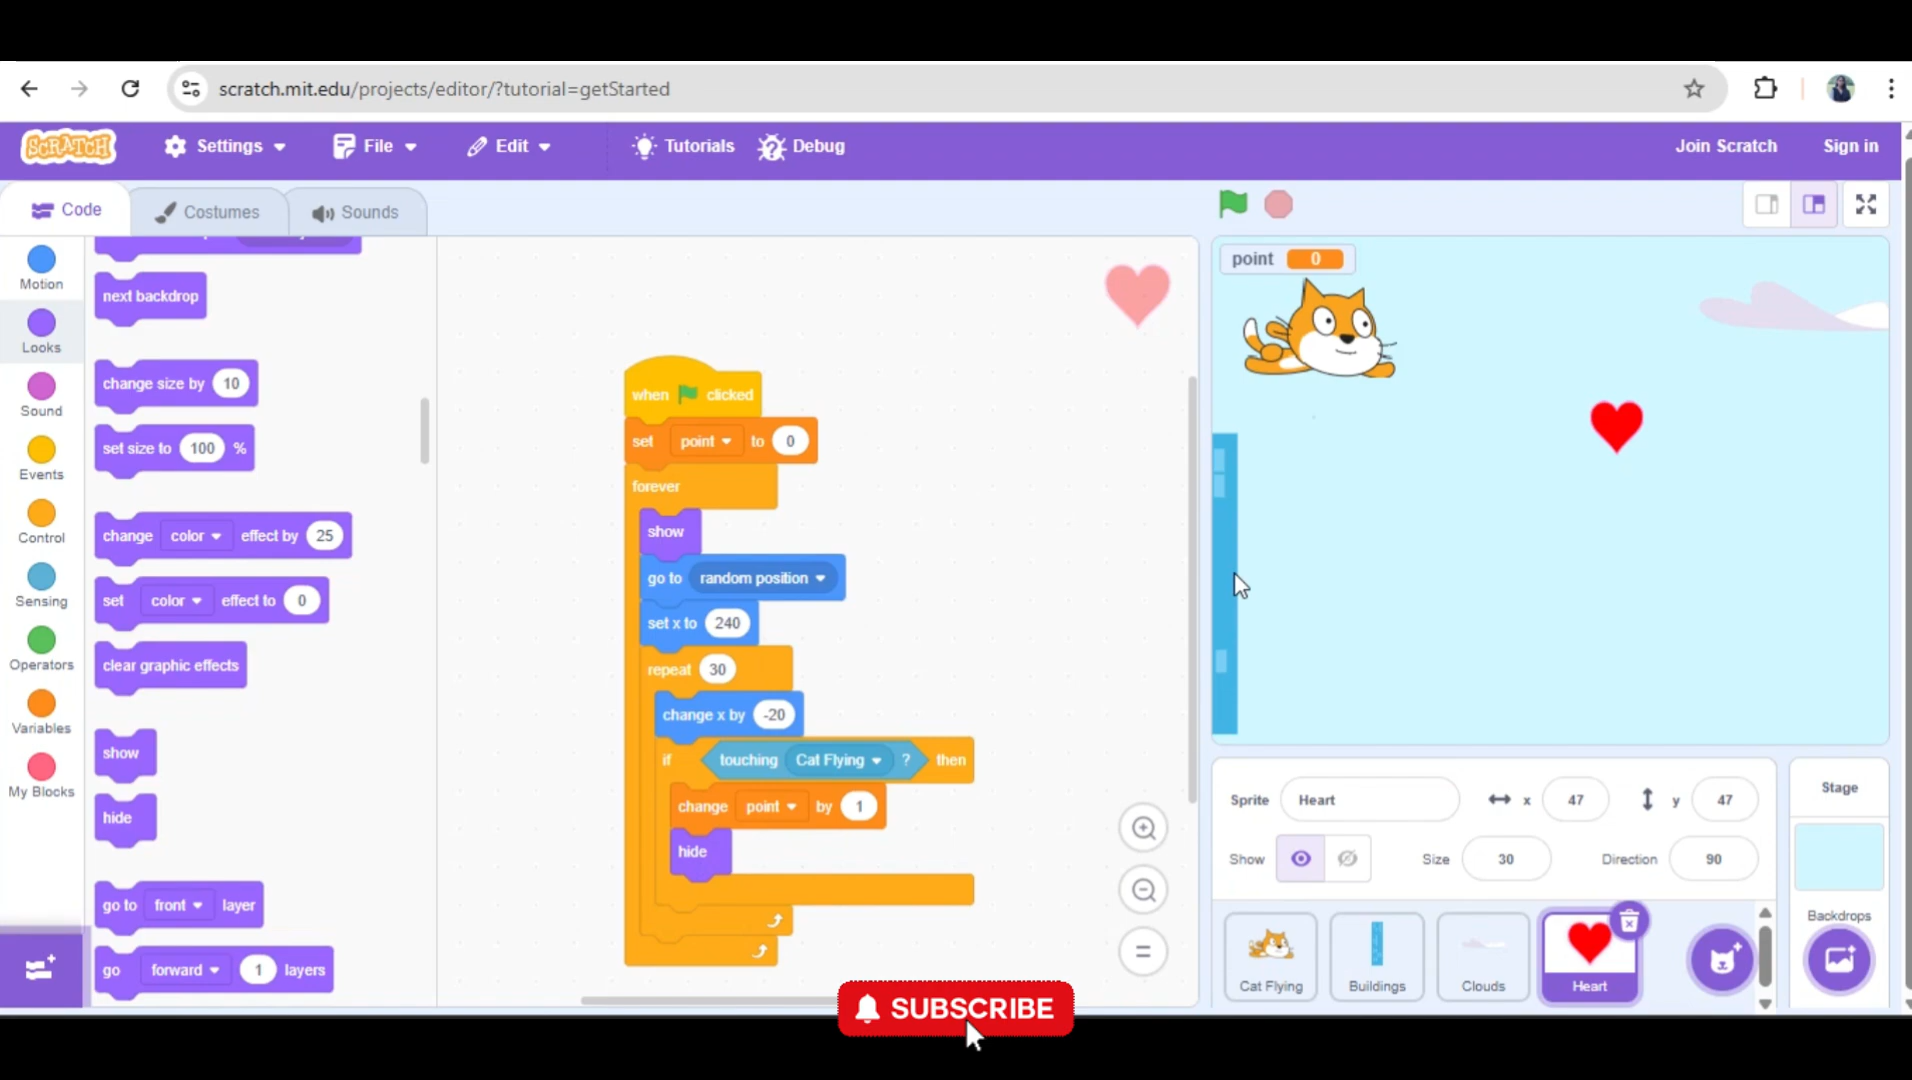 scratch.mit.edu/projects/editor/?tutorial=getStarted
SCRATCH Settings File Edit Tutorials Debug Join Scratch Sign in
Code Costumes Sounds
Motion
Looks
Sound
Events
Control
Sensing
Operators
Variables
My Blocks
next backdrop
change size by 10
set size to 100 %
change color effect by 25
set color effect to 0
clear graphic effects
show
hide
go to front layer
go forward 1 layers
when clicked
set point to 0
forever
show
go to random position
set x to 240
repeat 30
change x by -20
if touching Cat Flying ? then
change point by 1
hide
point 0
Sprite Heart x 47 y 47
Show Size 30 Direction 90
Cat Flying Buildings Clouds Heart
Stage
Backdrops
SUBSCRIBE